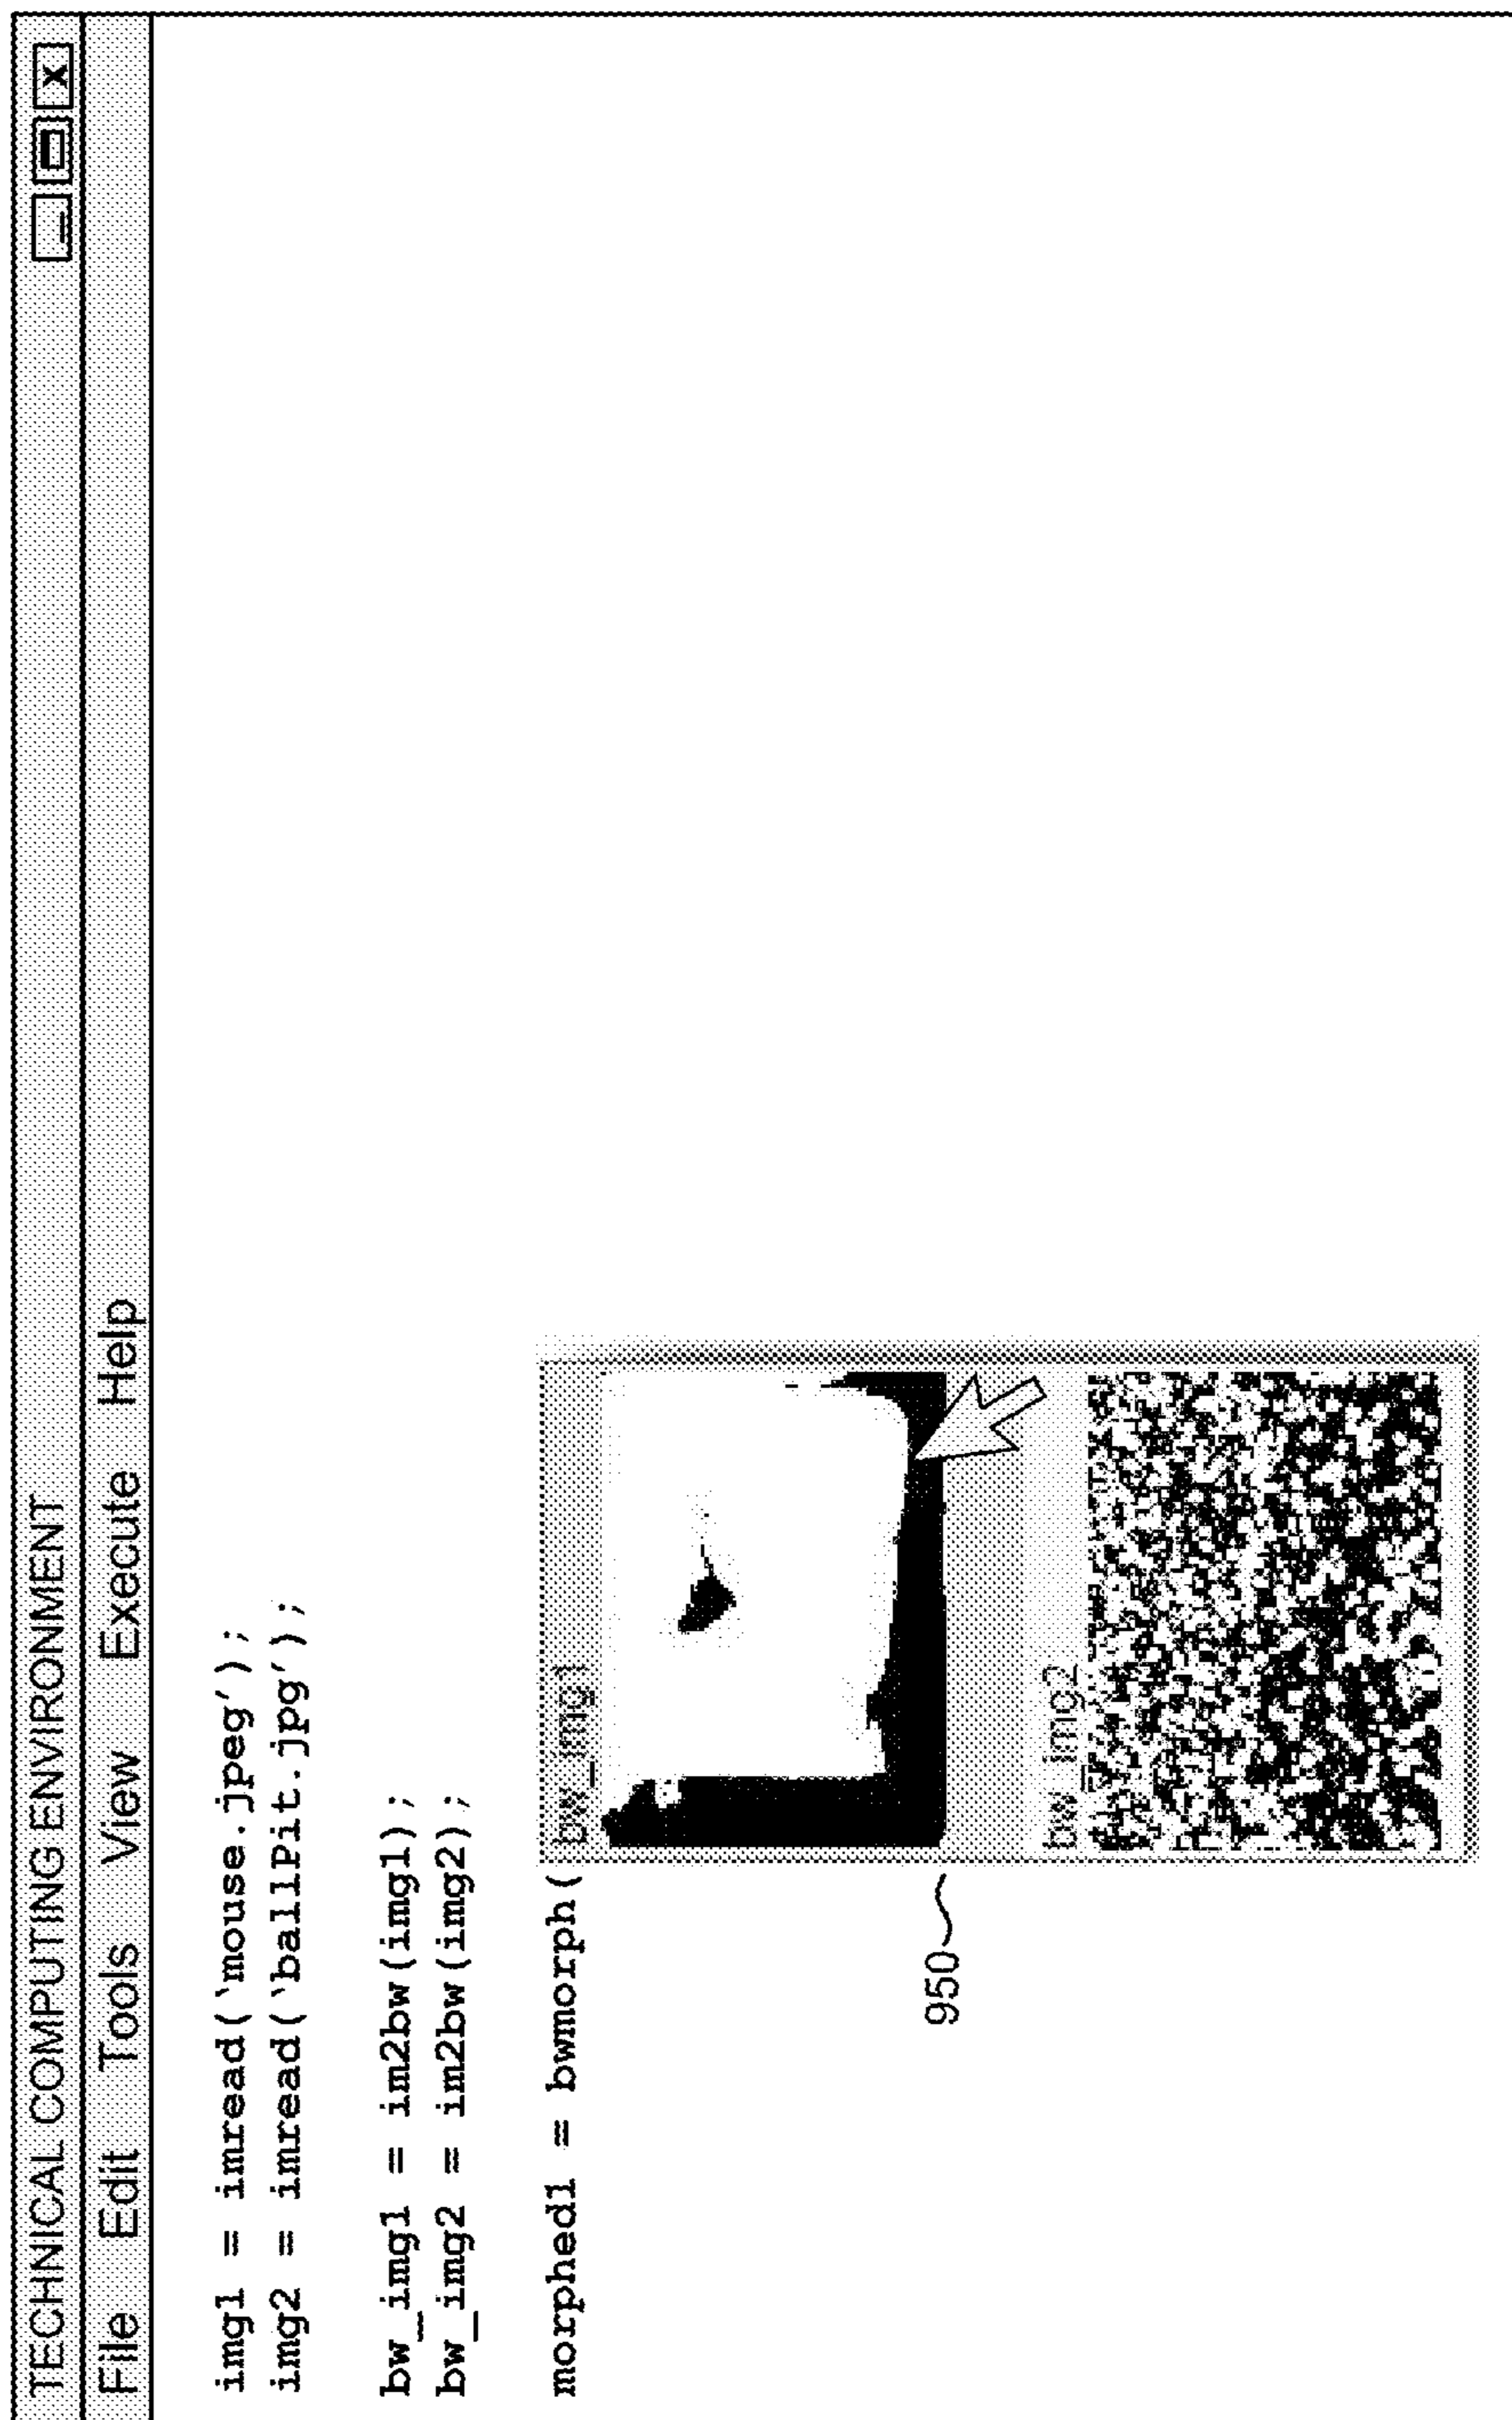 TECHNICAL COMPUTING ENVIRONMENT
File Edit Tools View Execute Help
img1 = imread(‘mouse.jpeg’);
img2 = imread(‘ballPit.jpg’);
bw_img1 = im2bw(img1);
bw_img2 = im2bw(img2);
morphed1 = bwmorph(
bw_img1
950
bw_img2